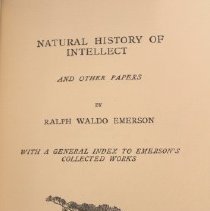 NATURAL HISTORY OF
INTELLECT
AND OTHER PAPERS
BY
RALPH WALDO EMERSON
WITH A GENERAL INDEX TO EMERSON'S
COLLECTED WORKS